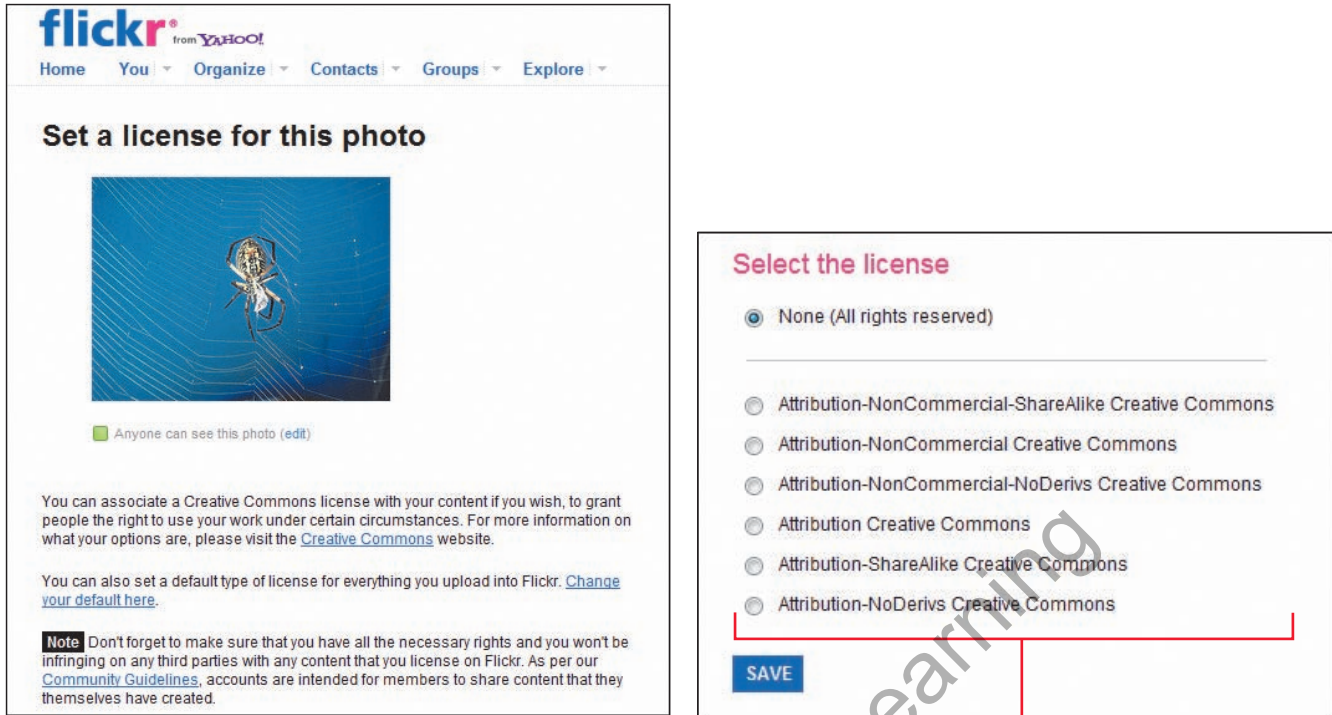 flickr from YAHOO!
Home You Organize Contacts Groups Explore
Set a license for this photo
Anyone can see this photo (edit)
You can associate a Creative Commons license with your content if you wish, to grant
people the right to use your work under certain circumstances. For more information on
what your options are, please visit the Creative Commons website.
You can also set a default type of license for everything you upload into Flickr. Change
your default here.
Note Don't forget to make sure that you have all the necessary rights and you won't be
infringing on any third parties with any content that you license on Flickr. As per our
Community Guidelines, accounts are intended for members to share content that they
themselves have created.
Select the license
None (All rights reserved)
Attribution-NonCommercial-ShareAlike Creative Commons
Attribution-NonCommercial Creative Commons
Attribution-NonCommercial-NoDerivs Creative Commons
Attribution Creative Commons
Attribution-ShareAlike Creative Commons
Attribution-NoDerivs Creative Commons
SAVE